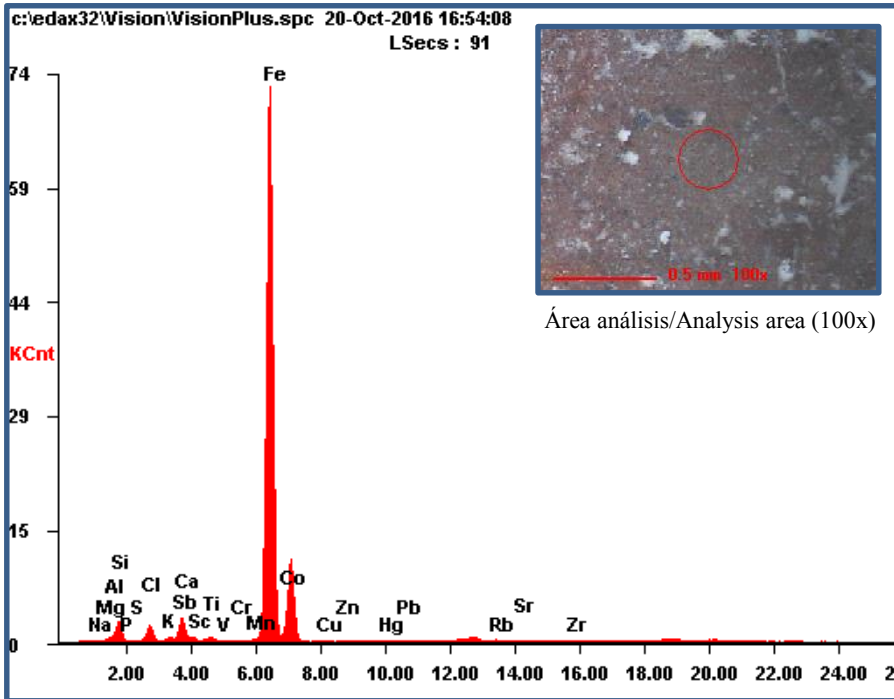 c:\edax32\Vision\VisionPlus.spc 20-Oct-2016 16:54:08
LSecs : 91
74
59
44
KCnt
29
15
0
Fe
Si
Al
Mg
Na
P
S
Cl
K
Ca
Sb
Sc
Ti
V
Cr
Mn
Co
Cu
Zn
Hg
Pb
Rb
Sr
Zr
2.00 4.00 6.00 8.00 10.00 12.00 14.00 16.00 18.00 20.00 22.00 24.00 2
0.5 mm 100x
Área análisis/Analysis area (100x)